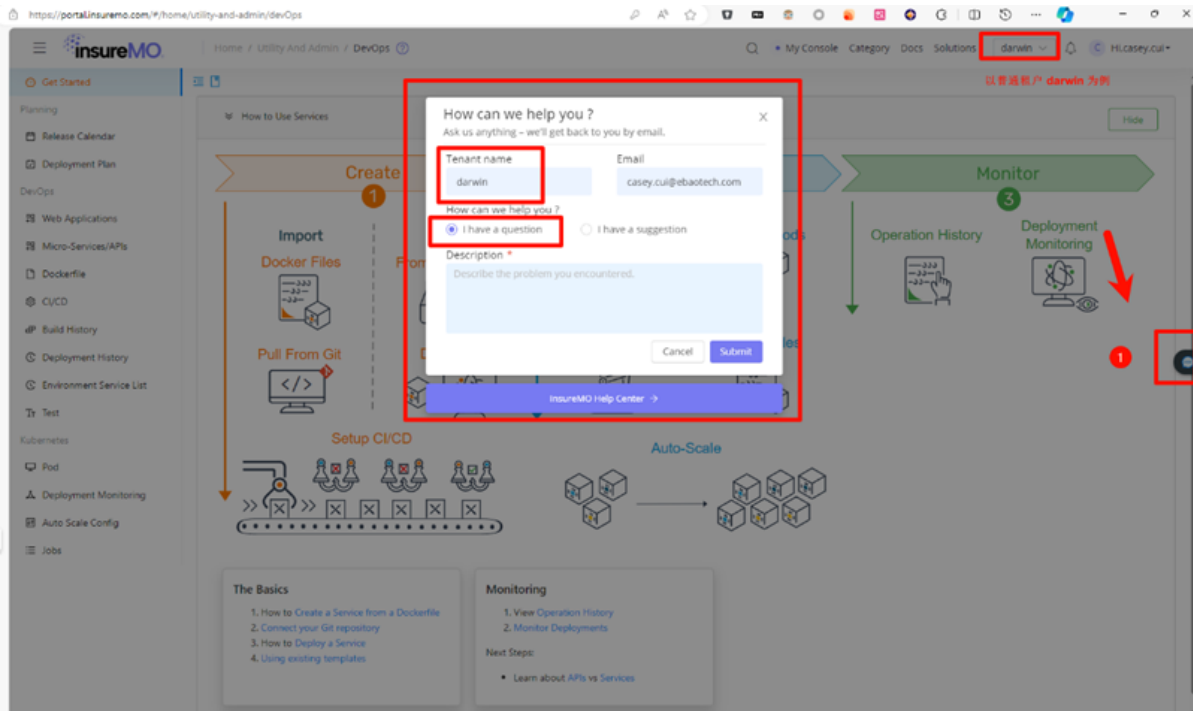 https://portal.insuremo.com/#/home/utility-and-admin/devOps
insureMO
Home / Utility And Admin / DevOps
My Console Category Docs Solutions darwin Hi,casey.cui
以普通租户 darwin 为例
Get Started
Planning
Release Calendar
Deployment Plan
DevOps
Web Applications
Micro-Services/APIs
Dockerfile
CI/CD
Build History
Deployment History
Environment Service List
Test
Kubernetes
Pod
Deployment Monitoring
Auto Scale Config
Jobs
How to Use Services
Hide
Create
1
Import
Docker Files
Pull From Git
Setup CI/CD
Auto-Scale
Monitor
3
Operation History
Deployment
Monitoring
1
How can we help you ?
Ask us anything – we'll get back to you by email.
Tenant name
darwin
Email
casey.cui@ebaotech.com
How can we help you ?
I have a question
I have a suggestion
Description *
Describe the problem you encountered.
Cancel
Submit
InsureMO Help Center →
The Basics
1. How to Create a Service from a Dockerfile
2. Connect your Git repository
3. How to Deploy a Service
4. Using existing templates
Monitoring
1. View Operation History
2. Monitor Deployments
Next Steps:
• Learn about APIs vs Services